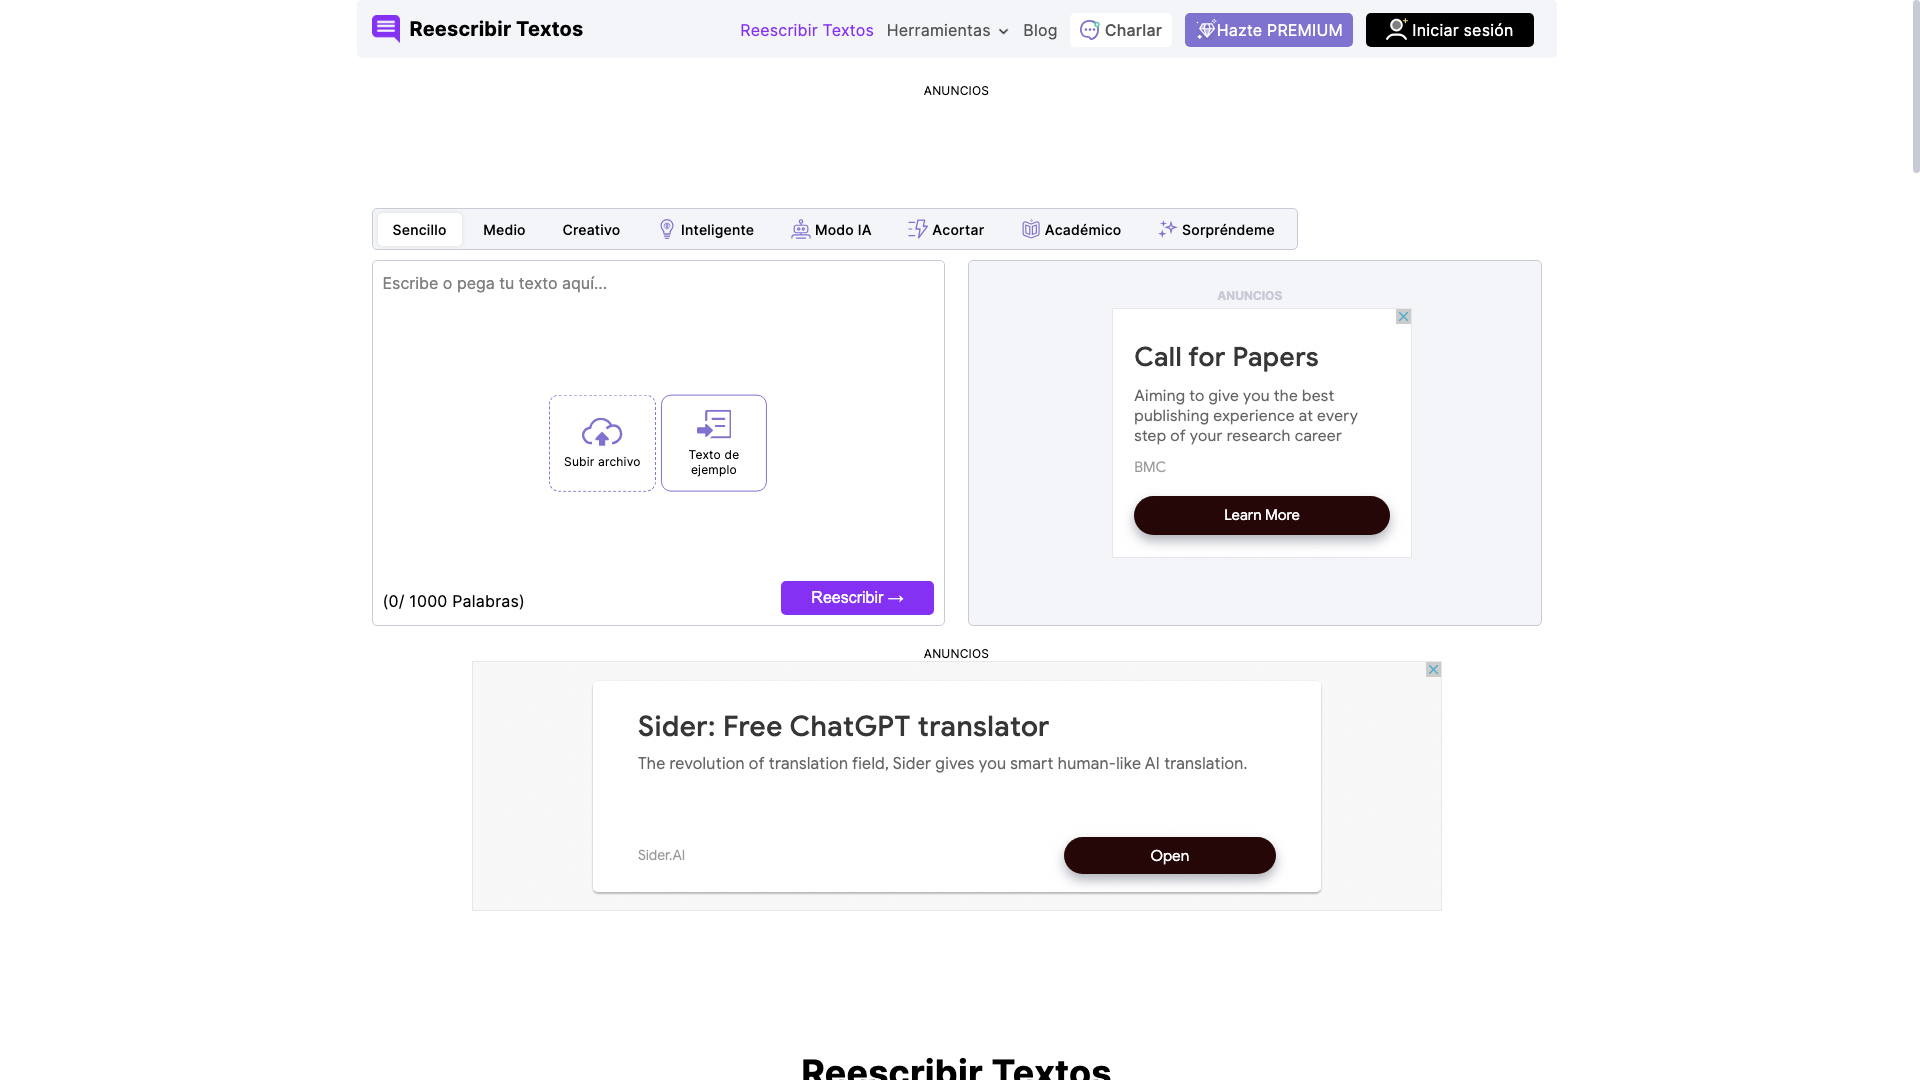 Reescribir Textos
Reescribir Textos Herramientas Blog Charlar Hazte PREMIUM Iniciar sesión
ANUNCIOS
Sencillo Medio Creativo Inteligente Modo IA Acortar Académico Sorpréndeme
Escribe o pega tu texto aquí...
Subir archivo
Texto de
ejemplo
(0/ 1000 Palabras)
Reescribir →
ANUNCIOS
Call for Papers
Aiming to give you the best
publishing experience at every
step of your research career
BMC
Learn More
ANUNCIOS
Sider: Free ChatGPT translator
The revolution of translation field, Sider gives you smart human-like AI translation.
Sider.AI
Open
Reescribir Textos